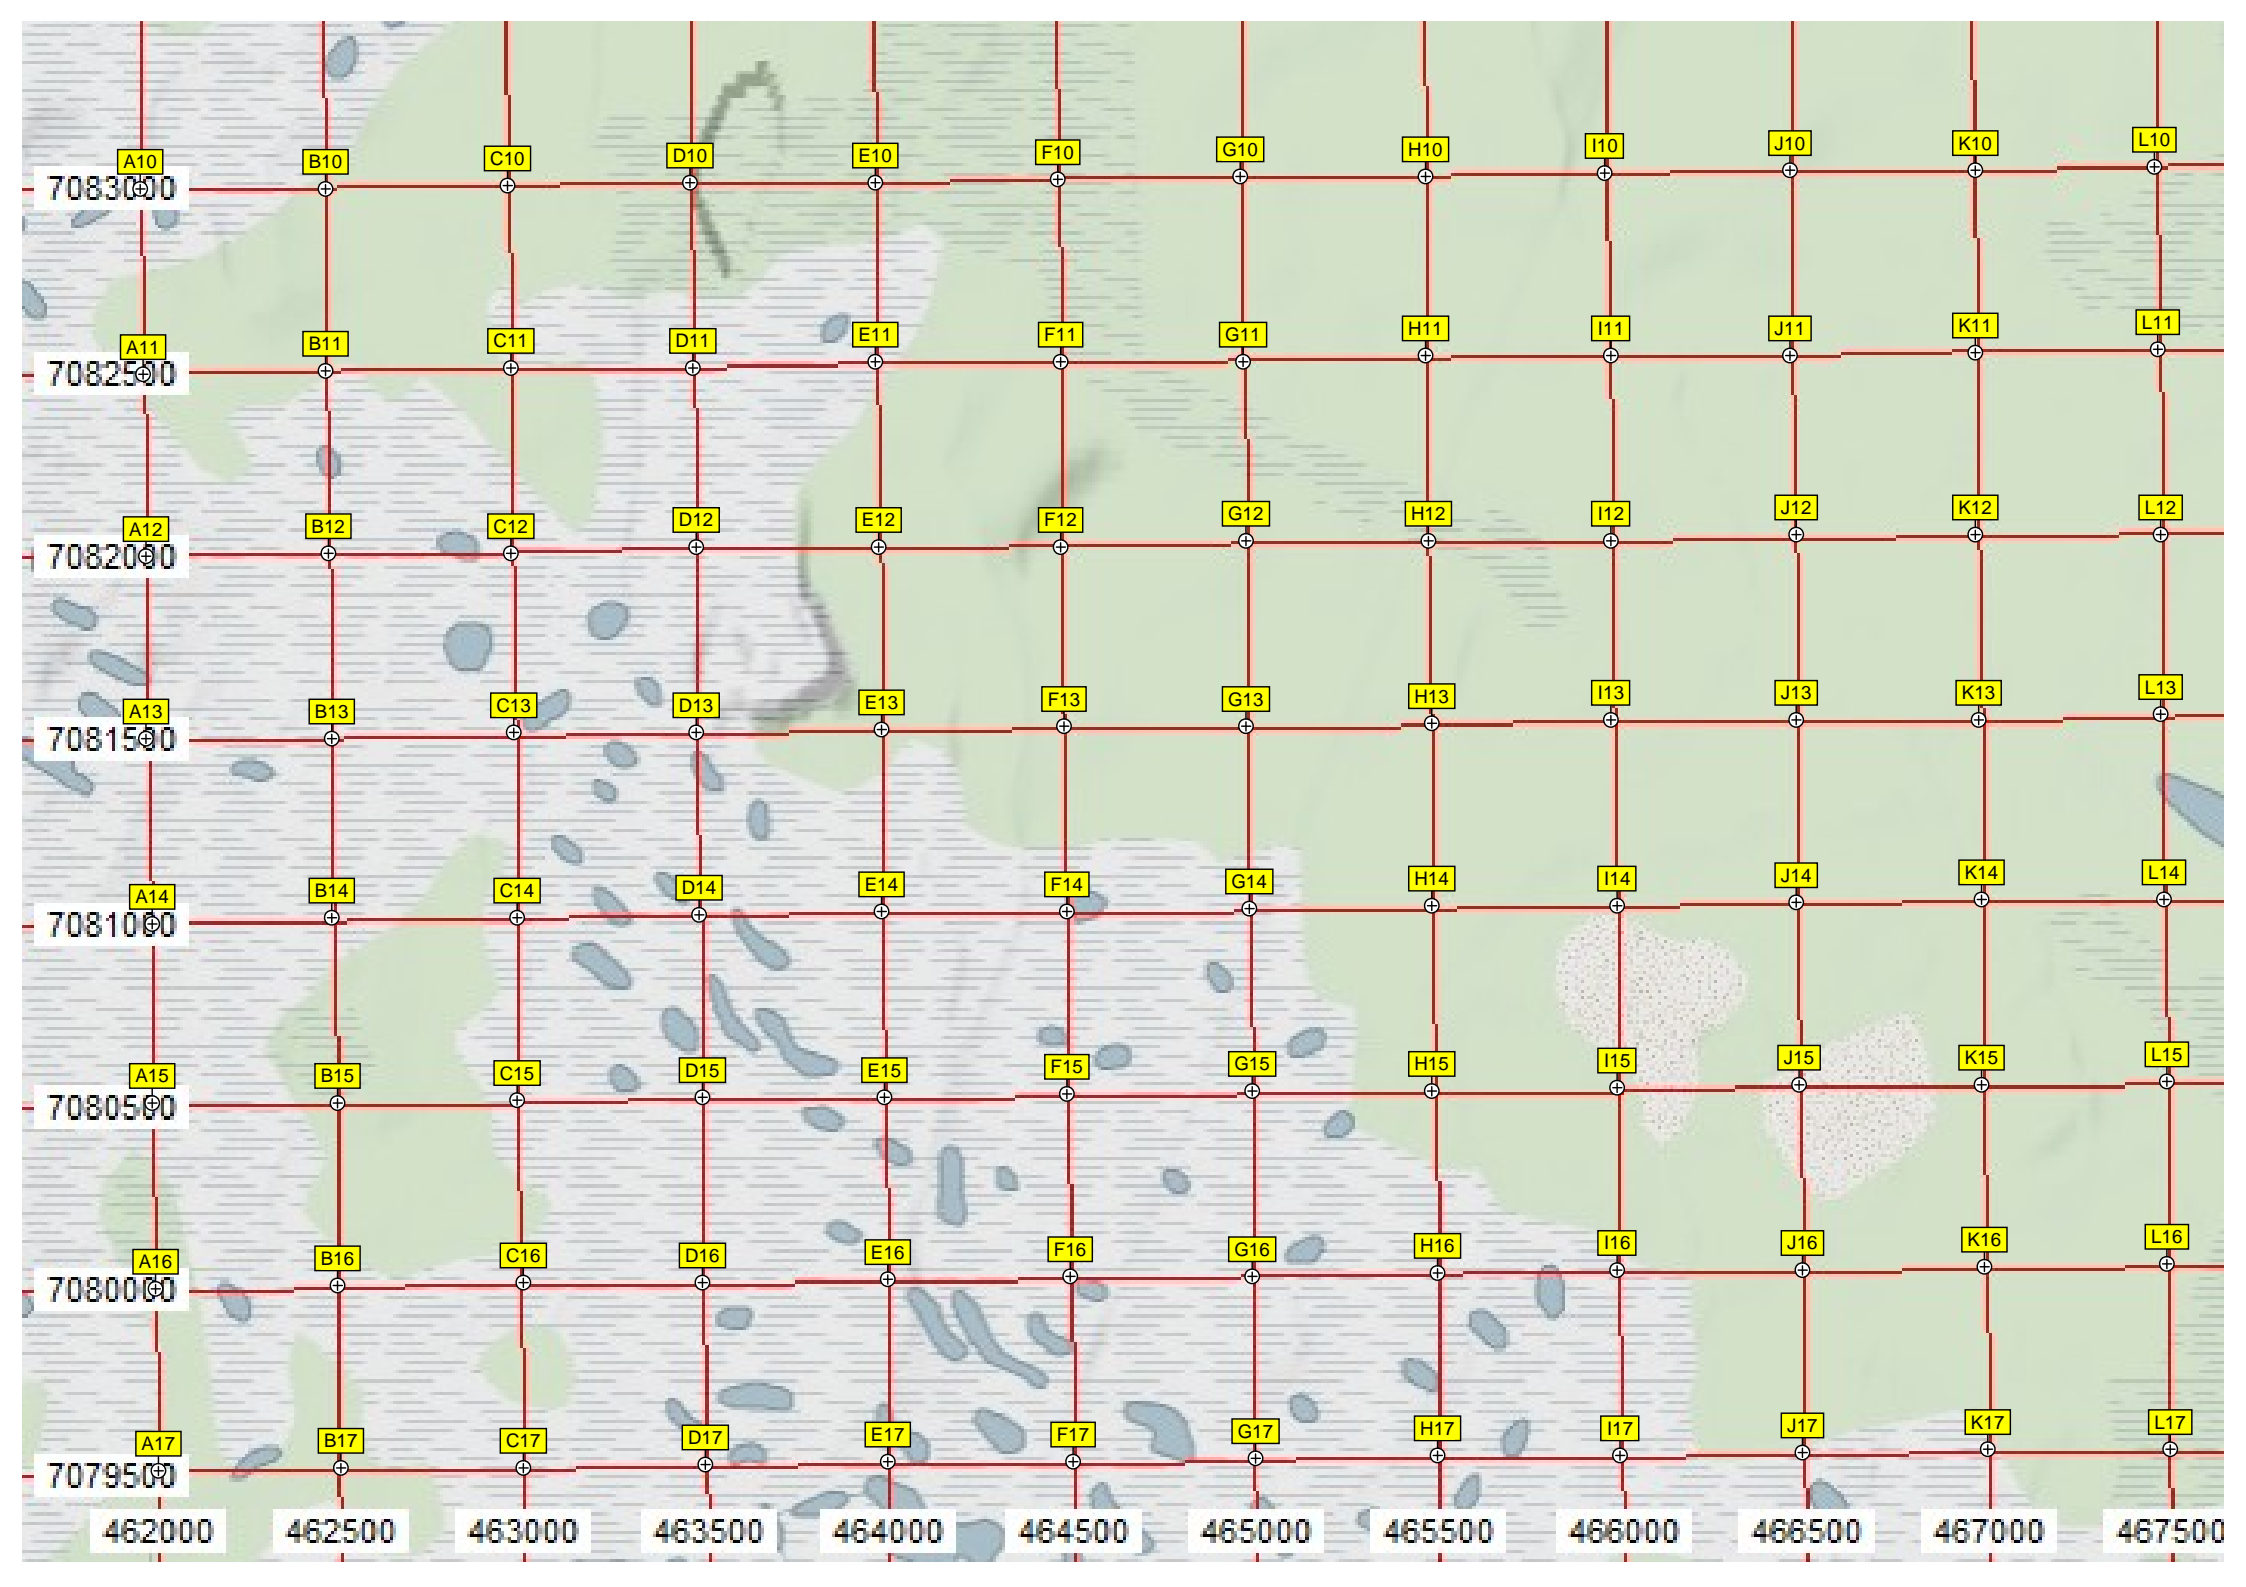 A10 B10 C10 D10 E10 F10 G10 H10 I10 J10 K10 L10
7083000
A11 B11 C11 D11 E11 F11 G11 H11 I11 J11 K11 L11
7082500
A12 B12 C12 D12 E12 F12 G12 H12 I12 J12 K12 L12
7082000
A13 B13 C13 D13 E13 F13 G13 H13 I13 J13 K13 L13
7081500
A14 B14 C14 D14 E14 F14 G14 H14 I14 J14 K14 L14
7081000
A15 B15 C15 D15 E15 F15 G15 H15 I15 J15 K15 L15
7080500
A16 B16 C16 D16 E16 F16 G16 H16 I16 J16 K16 L16
7080000
A17 B17 C17 D17 E17 F17 G17 H17 I17 J17 K17 L17
7079500
462000 462500 463000 463500 464000 464500 465000 465500 466000 466500 467000 467500